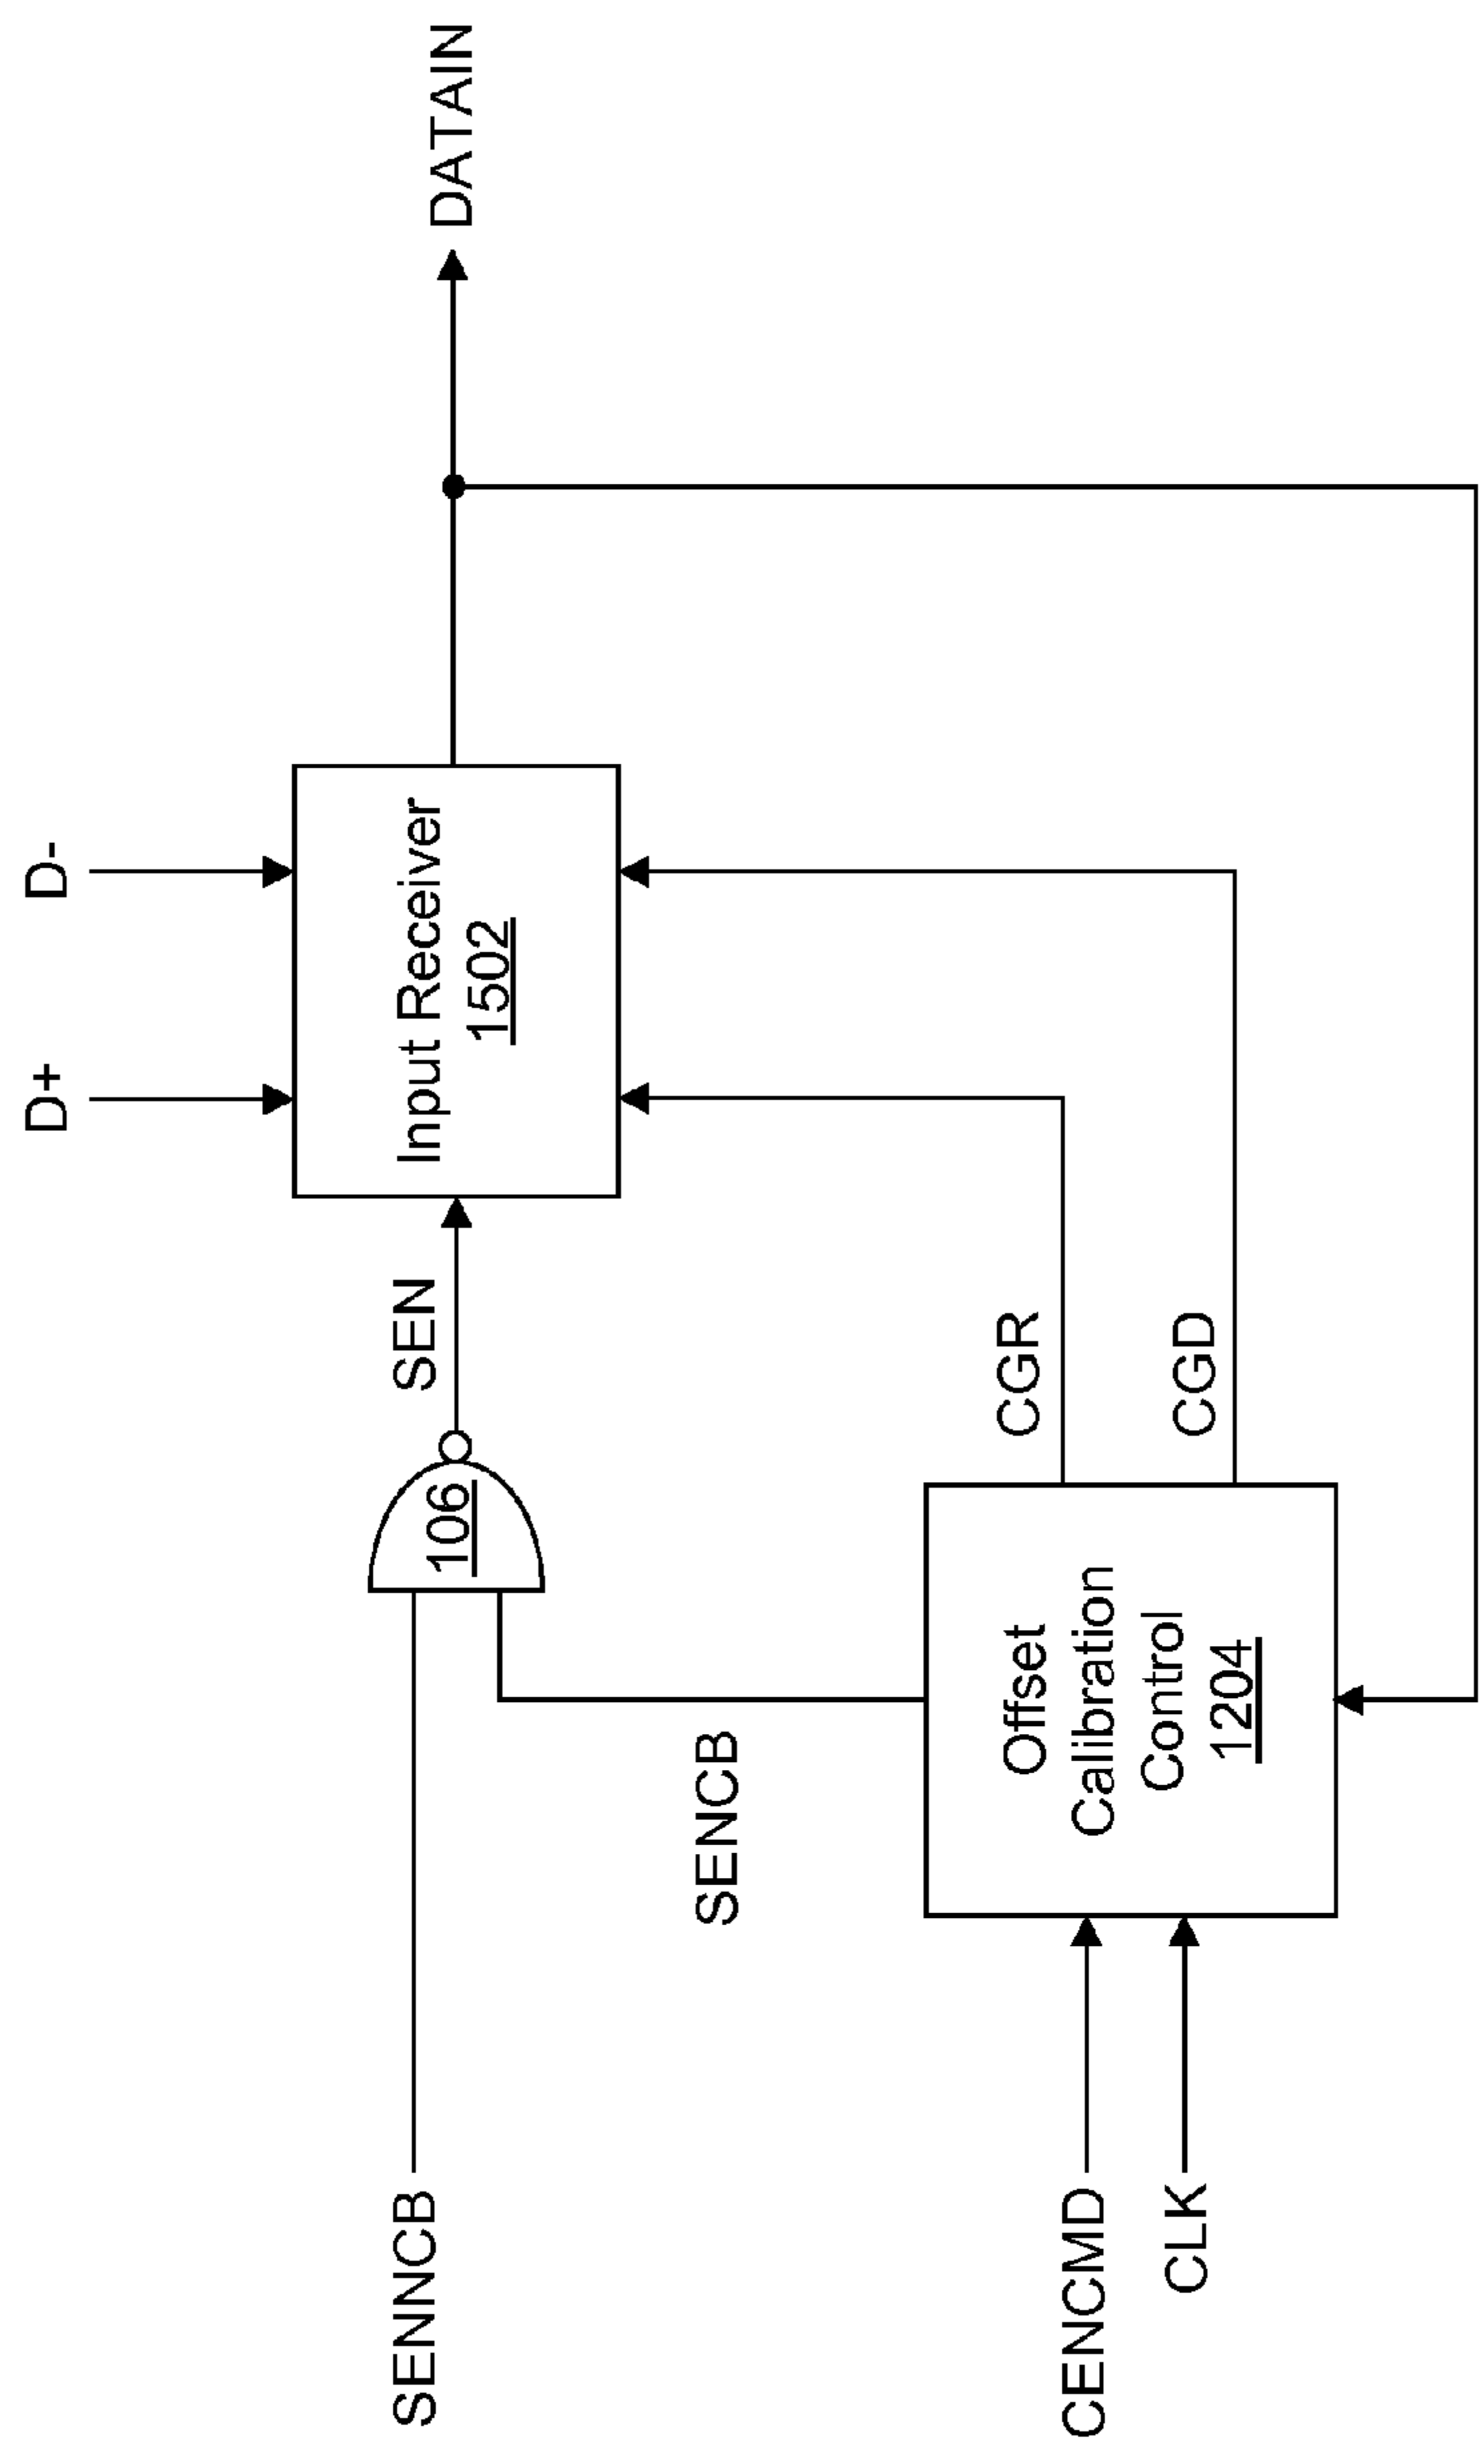 D+
D-
SENNCB
106
SEN
Input Receiver
1502
DATAIN
SENCB
CGR
CGD
CENCMD
CLK
Offset
Calibration
Control
1204